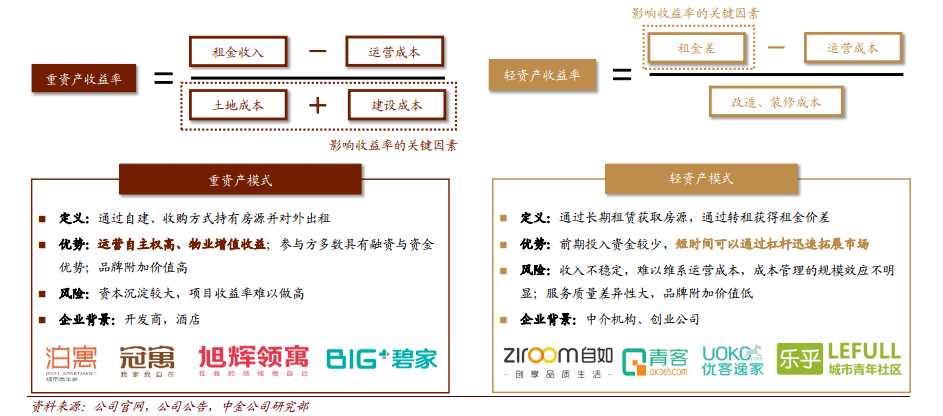 影响收益率的关键因素
租金收入 — 运营成本
重资产收益率 =
土地成本 + 建设成本
影响收益率的关键因素
租金差 — 运营成本
轻资产收益率 =
改造、装修成本
重资产模式
■ 定义：通过自建、收购方式持有房源并对外出租
■ 优势：运营自主权高、物业增值收益；参与方多数具有融资与资金
优势；品牌附加价值高
■ 风险：资本沉淀较大，项目收益率难以做高
■ 企业背景：开发商，酒店
泊寓
PORT APARTMENT
城市青年家
冠寓
我家我自在
旭辉领寓
在我的领域做自己
BIG+碧家
轻资产模式
■ 定义：通过长期租赁获取房源，通过转租获得租金价差
■ 优势：前期投入资金较少，短时间可以通过杠杆迅速拓展市场
■ 风险：收入不稳定，难以维系运营成本，成本管理的规模效应不明
显；服务质量差异性大，品牌附加价值低
■ 企业背景：中介机构、创业公司
ziroom自如
- 创享品质生活 -
青客
QK365.com
UOKO
优客逸家
乐乎
LEFULL
城市青年社区
资料来源：公司官网，公司公告，中金公司研究部